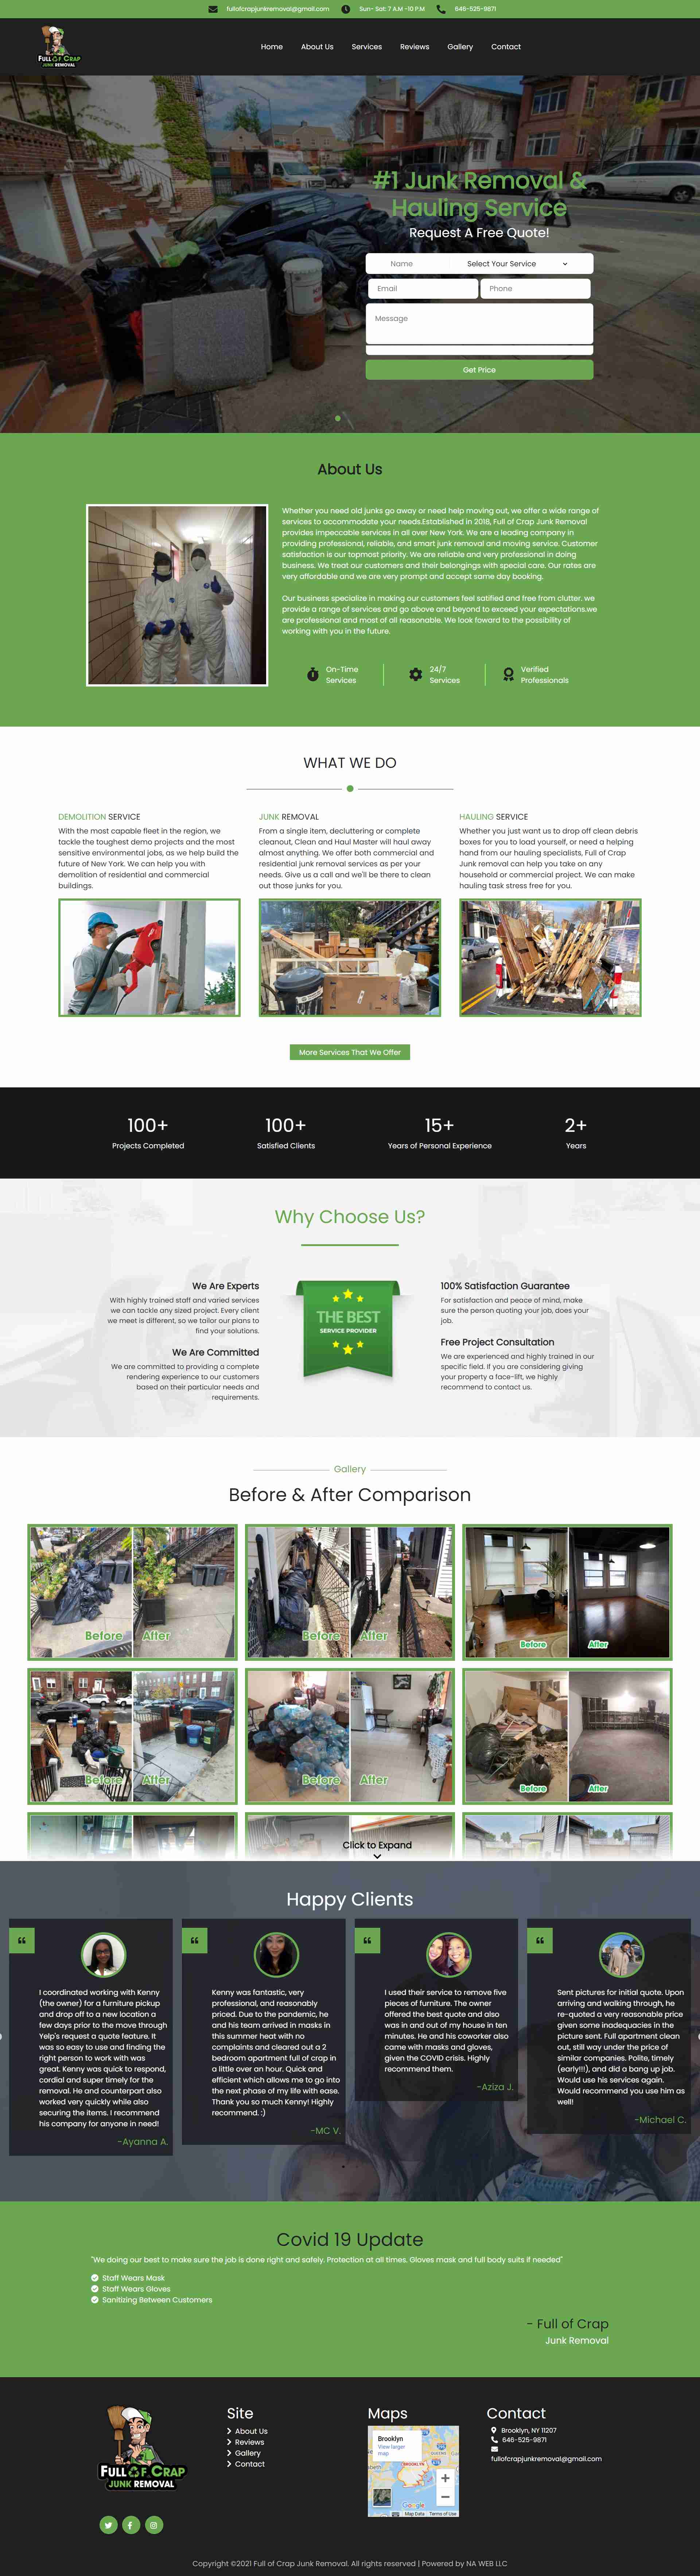 fullofcrapjunkremoval@gmail.com Sun- Sat: 7 A.M -10 P.M 646-525-9871
FULL OF CRAP
JUNK REMOVAL
Home About Us Services Reviews Gallery Contact
#1 Junk Removal &
Hauling Service
Request A Free Quote!
Name Select Your Service
Email Phone
Message
Get Price
About Us
Whether you need old junks go away or need help moving out, we offer a wide range of
services to accommodate your needs.Established in 2018, Full of Crap Junk Removal
provides impeccable services in all over New York. We are a leading company in
providing professional, reliable, and smart junk removal and moving service. Customer
satisfaction is our topmost priority. We are reliable and very professional in doing
business. We treat our customers and their belongings with special care. Our rates are
very affordable and we are very prompt and accept same day booking.
Our business specialize in making our customers feel satified and free from clutter. we
provide a range of services and go above and beyond to exceed your expectations.we
are professional and most of all reasonable. We look foward to the possibility of
working with you in the future.
On-Time
Services
24/7
Services
Verified
Professionals
WHAT WE DO
DEMOLITION SERVICE
With the most capable fleet in the region, we
tackle the toughest demo projects and the most
sensitive environmental jobs, as we help build the
future of New York. We can help you with
demolition of residential and commercial
buildings.
JUNK REMOVAL
From a single item, decluttering or complete
cleanout, Clean and Haul Master will haul away
almost anything. We offer both commercial and
residential junk removal services as per your
needs. Give us a call and we'll be there to clean
out those junks for you.
HAULING SERVICE
Whether you just want us to drop off clean debris
boxes for you to load yourself, or need a helping
hand from our hauling specialists, Full of Crap
Junk removal can help you take on any
household or commercial project. We can make
hauling task stress free for you.
More Services That We Offer
100+
Projects Completed
100+
Satisfied Clients
15+
Years of Personal Experience
2+
Years
Why Choose Us?
We Are Experts
With highly trained staff and varied services
we can tackle any sized project. Every client
we meet is different, so we tailor our plans to
find your solutions.
We Are Committed
We are committed to providing a complete
rendering experience to our customers
based on their particular needs and
requirements.
THE BEST
SERVICE PROVIDER
100% Satisfaction Guarantee
For satisfaction and peace of mind, make
sure the person quoting your job, does your
job.
Free Project Consultation
We are experienced and highly trained in our
specific field. If you are considering giving
your property a face-lift, we highly
recommend to contact us.
Gallery
Before & After Comparison
Before After
Before After
Before After
Before After
Before After
Before After
Click to Expand
Happy Clients
I coordinated working with Kenny
(the owner) for a furniture pickup
and drop off to a new location a
few days prior to the move through
Yelp's request a quote feature. It
was so easy to use and finding the
right person to work with was
great. Kenny was quick to respond,
cordial and super timely for the
removal. He and counterpart also
worked very quickly while also
securing the items. I recommend
his company for anyone in need!
-Ayanna A.
Kenny was fantastic, very
professional, and reasonably
priced. Due to the pandemic, he
and his team arrived in masks in
this summer heat with no
complaints and cleared out a 2
bedroom apartment full of crap in
a little over an hour. Quick and
efficient which allows me to go into
the next phase of my life with ease.
Thank you so much Kenny! Highly
recommend. :)
-MC V.
I used their service to remove five
pieces of furniture. The owner
offered the best quote and also
was in and out of my house in ten
minutes. He and his coworker also
came with masks and gloves,
given the COVID crisis. Highly
recommend them.
-Aziza J.
Sent pictures for initial quote. Upon
arriving and walking through, he
re-quoted a very reasonable price
given some inadequacies in the
picture sent. Full apartment clean
out, still way under the price of
similar companies. Polite, timely
(early!!!), and did a bang up job.
Would use his services again.
Would recommend you use him as
well!
-Michael C.
Covid 19 Update
"We doing our best to make sure the job is done right and safely. Protection at all times. Gloves mask and full body suits if needed"
Staff Wears Mask
Staff Wears Gloves
Sanitizing Between Customers
- Full of Crap
Junk Removal
FULL OF CRAP
JUNK REMOVAL
Site
About Us
Reviews
Gallery
Contact
Maps
Brooklyn
View larger
map
QUEENS
BROOKLYN
Google
Map Data Terms of Use
Contact
Brooklyn, NY 11207
646-525-9871
fullofcrapjunkremoval@gmail.com
Copyright ©2021 Full of Crap Junk Removal. All rights reserved | Powered by NA WEB LLC